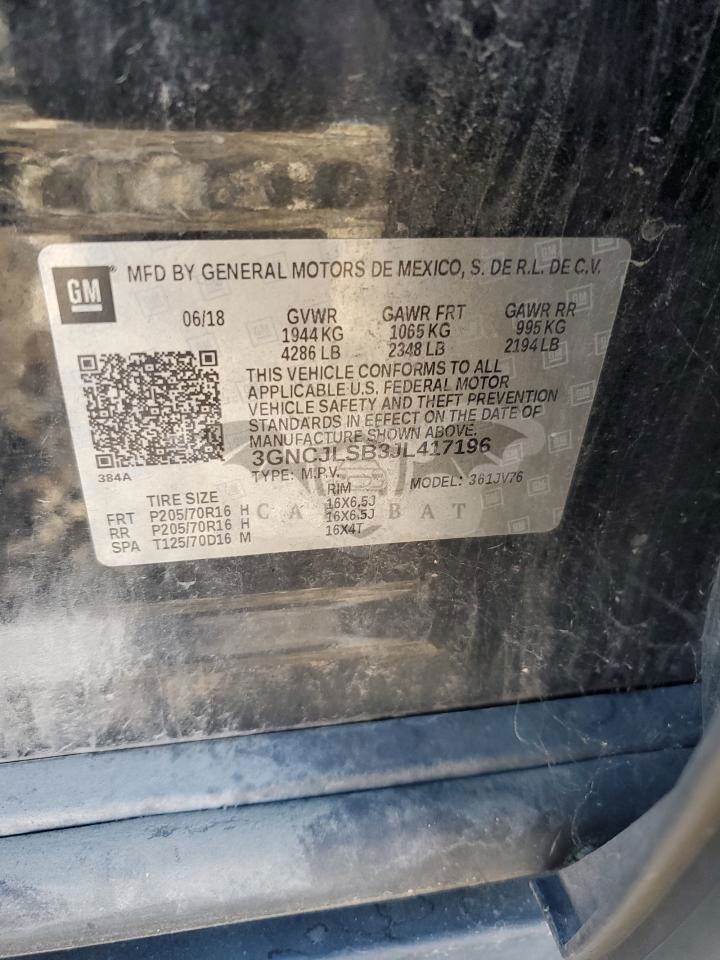 GM® MFD BY GENERAL MOTORS DE MEXICO, S. DE R.L. DE C.V.
06/18 GVWR GAWR FRT GAWR RR
1944 KG 1065 KG 995 KG
4286 LB 2348 LB 2194 LB
THIS VEHICLE CONFORMS TO ALL
APPLICABLE U.S. FEDERAL MOTOR
VEHICLE SAFETY AND THEFT PREVENTION
STANDARDS IN EFFECT ON THE DATE OF
MANUFACTURE SHOWN ABOVE.
3GNCJLSB3JL417196
384A TYPE: M.P.V. MODEL: 361JV76
TIRE SIZE RIM
FRT P205/70R16 H 16X6.5J
RR P205/70R16 H 16X6.5J
SPA T125/70D16 M 16X4T